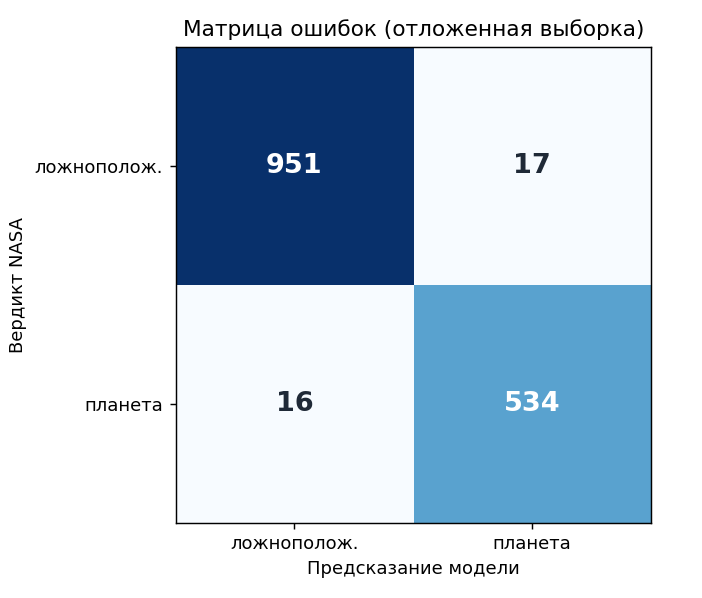 Матрица ошибок (отложенная выборка)
ложнополож.
951
17
Вердикт NASA
планета
16
534
ложнополож.
планета
Предсказание модели